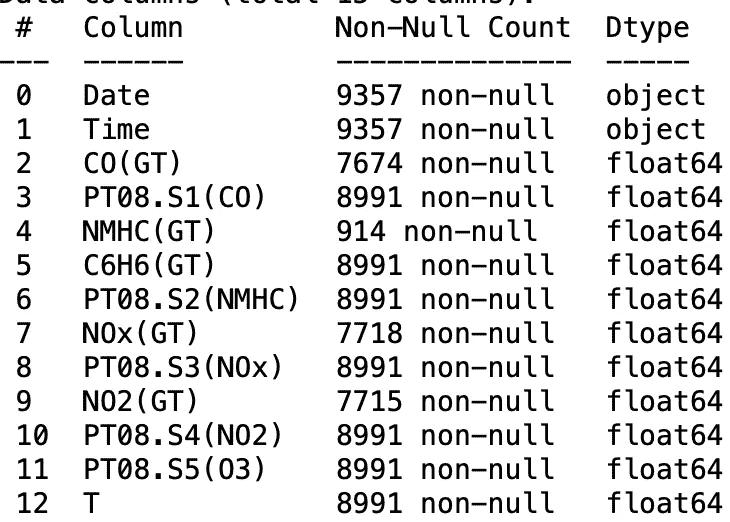 Data columns (total 15 columns):
#   Column         Non-Null Count  Dtype
---  ------         --------------  -----
0   Date           9357 non-null   object
1   Time           9357 non-null   object
2   CO(GT)         7674 non-null   float64
3   PT08.S1(CO)    8991 non-null   float64
4   NMHC(GT)       914 non-null    float64
5   C6H6(GT)       8991 non-null   float64
6   PT08.S2(NMHC)  8991 non-null   float64
7   NOx(GT)        7718 non-null   float64
8   PT08.S3(NOx)   8991 non-null   float64
9   NO2(GT)        7715 non-null   float64
10  PT08.S4(NO2)   8991 non-null   float64
11  PT08.S5(O3)    8991 non-null   float64
12  T              8991 non-null   float64